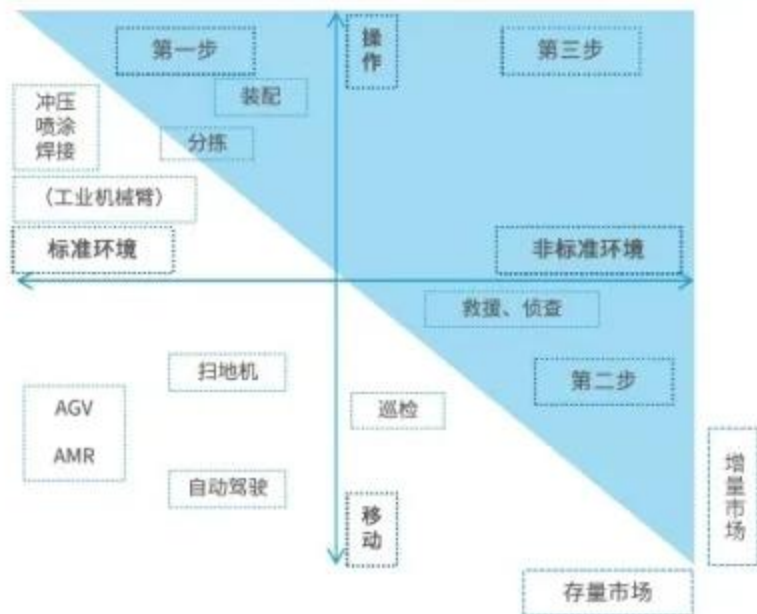 第一步
操
作
第三步
装配
冲压
喷涂
焊接
分拣
（工业机械臂）
标准环境
非标准环境
救援、侦查
扫地机
第二步
AGV
AMR
巡检
自动驾驶
移
动
增
量
市
场
存量市场